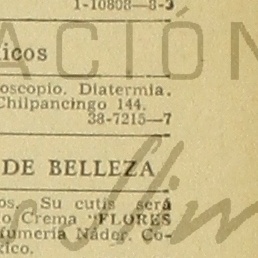 1-10808—8-3
icos
oscopio. Diatermia.
Chilpancingo 144.
38-7215—7
DE BELLEZA
os. Su cutis será
o Crema "FLORES
fumería Náder. Co-
xico.
ACIÓN